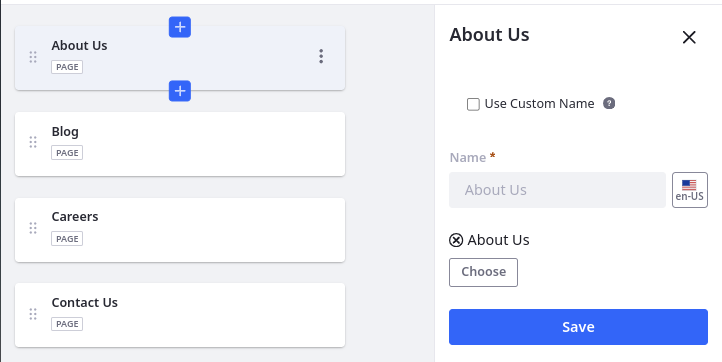 About Us
PAGE
Blog
PAGE
Careers
PAGE
Contact Us
PAGE
About Us
Use Custom Name ?
Name *
About Us
en-US
About Us
Choose
Save